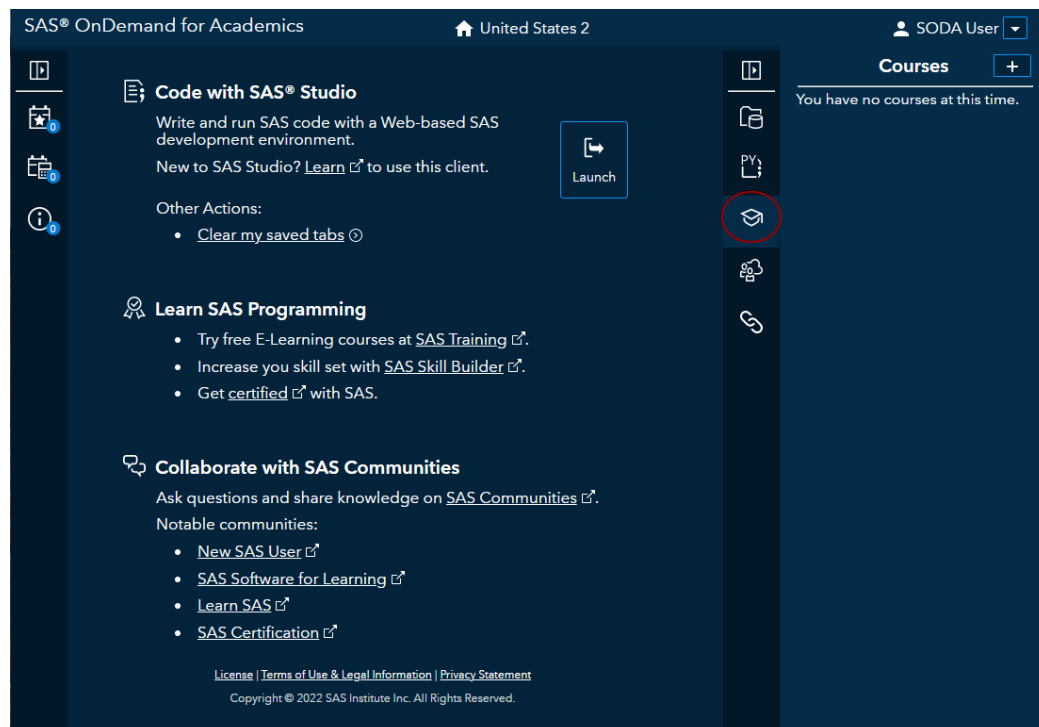 SAS® OnDemand for Academics
United States 2
SODA User
Courses
+
You have no courses at this time.
0
0
0
PY;
Code with SAS® Studio
Write and run SAS code with a Web-based SAS
development environment.
New to SAS Studio? Learn to use this client.
Launch
Other Actions:
• Clear my saved tabs
Learn SAS Programming
• Try free E-Learning courses at SAS Training.
• Increase you skill set with SAS Skill Builder.
• Get certified with SAS.
Collaborate with SAS Communities
Ask questions and share knowledge on SAS Communities.
Notable communities:
• New SAS User
• SAS Software for Learning
• Learn SAS
• SAS Certification
License | Terms of Use & Legal Information | Privacy Statement
Copyright © 2022 SAS Institute Inc. All Rights Reserved.